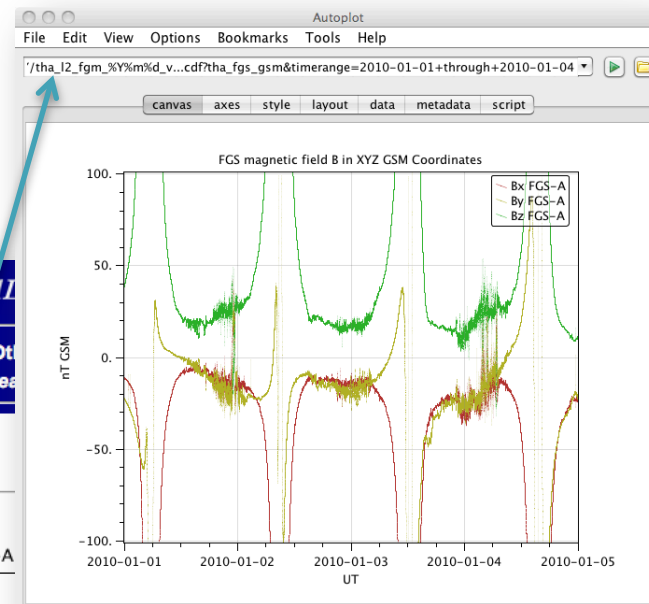 Autoplot
File Edit View Options Bookmarks Tools Help
'/tha_l2_fgm_%Y%m%d_v...cdf?tha_fgs_gsm&timerange=2010-01-01+through+2010-01-04
canvas axes style layout data metadata script
FGS magnetic field B in XYZ GSM Coordinates
100.
50.
0.
-50.
-100.
nT GSM
Bx FGS-A
By FGS-A
Bz FGS-A
2010-01-01 2010-01-02 2010-01-03 2010-01-04 2010-01-05
UT
A